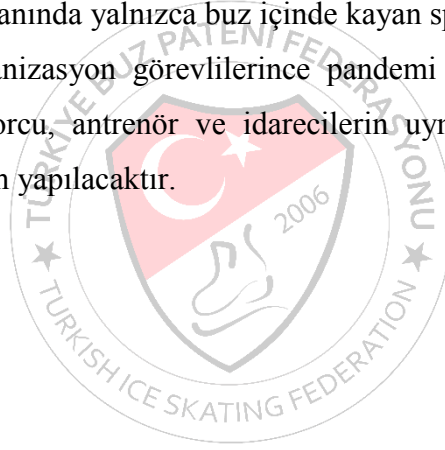 anında yalnızca buz içinde kayan sp
anizasyon görevlilerince pandemi
orcu, antrenör ve idarecilerin uy
n yapılacaktır.
TÜRKİYE BUZ PATENİ FEDERASYONU
2006
TURKISH ICE SKATING FEDERATION